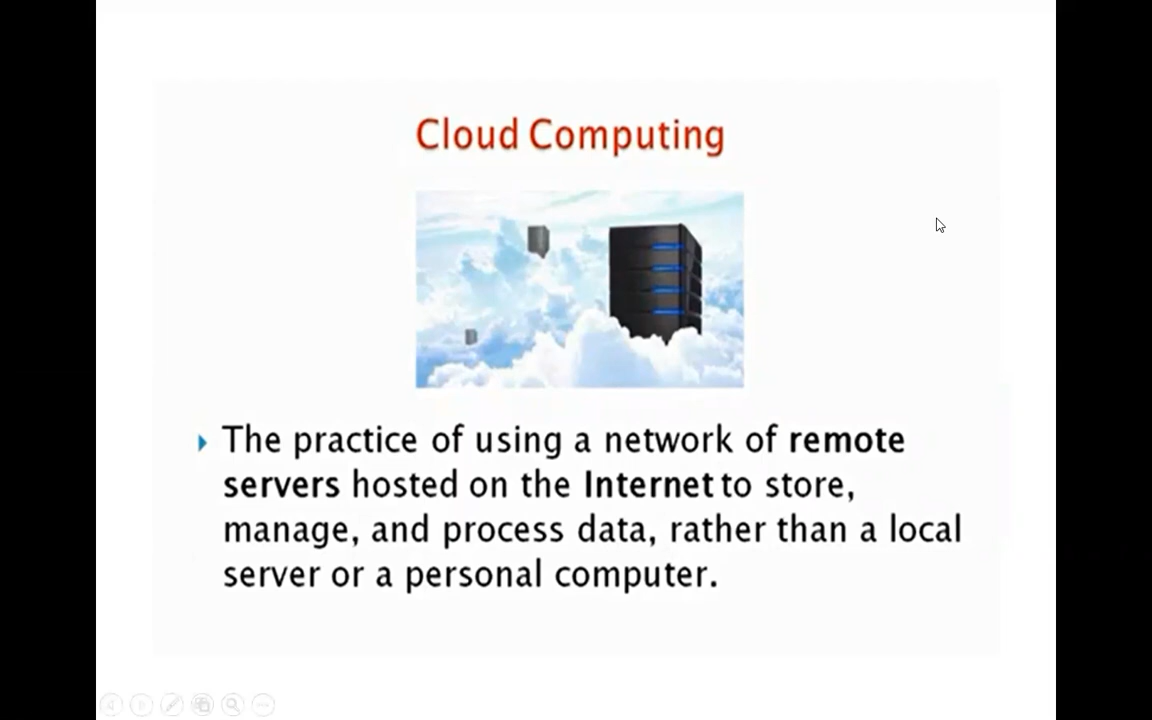 Cloud Computing
The practice of using a network of remote
servers hosted on the Internet to store,
manage, and process data, rather than a local
server or a personal computer.